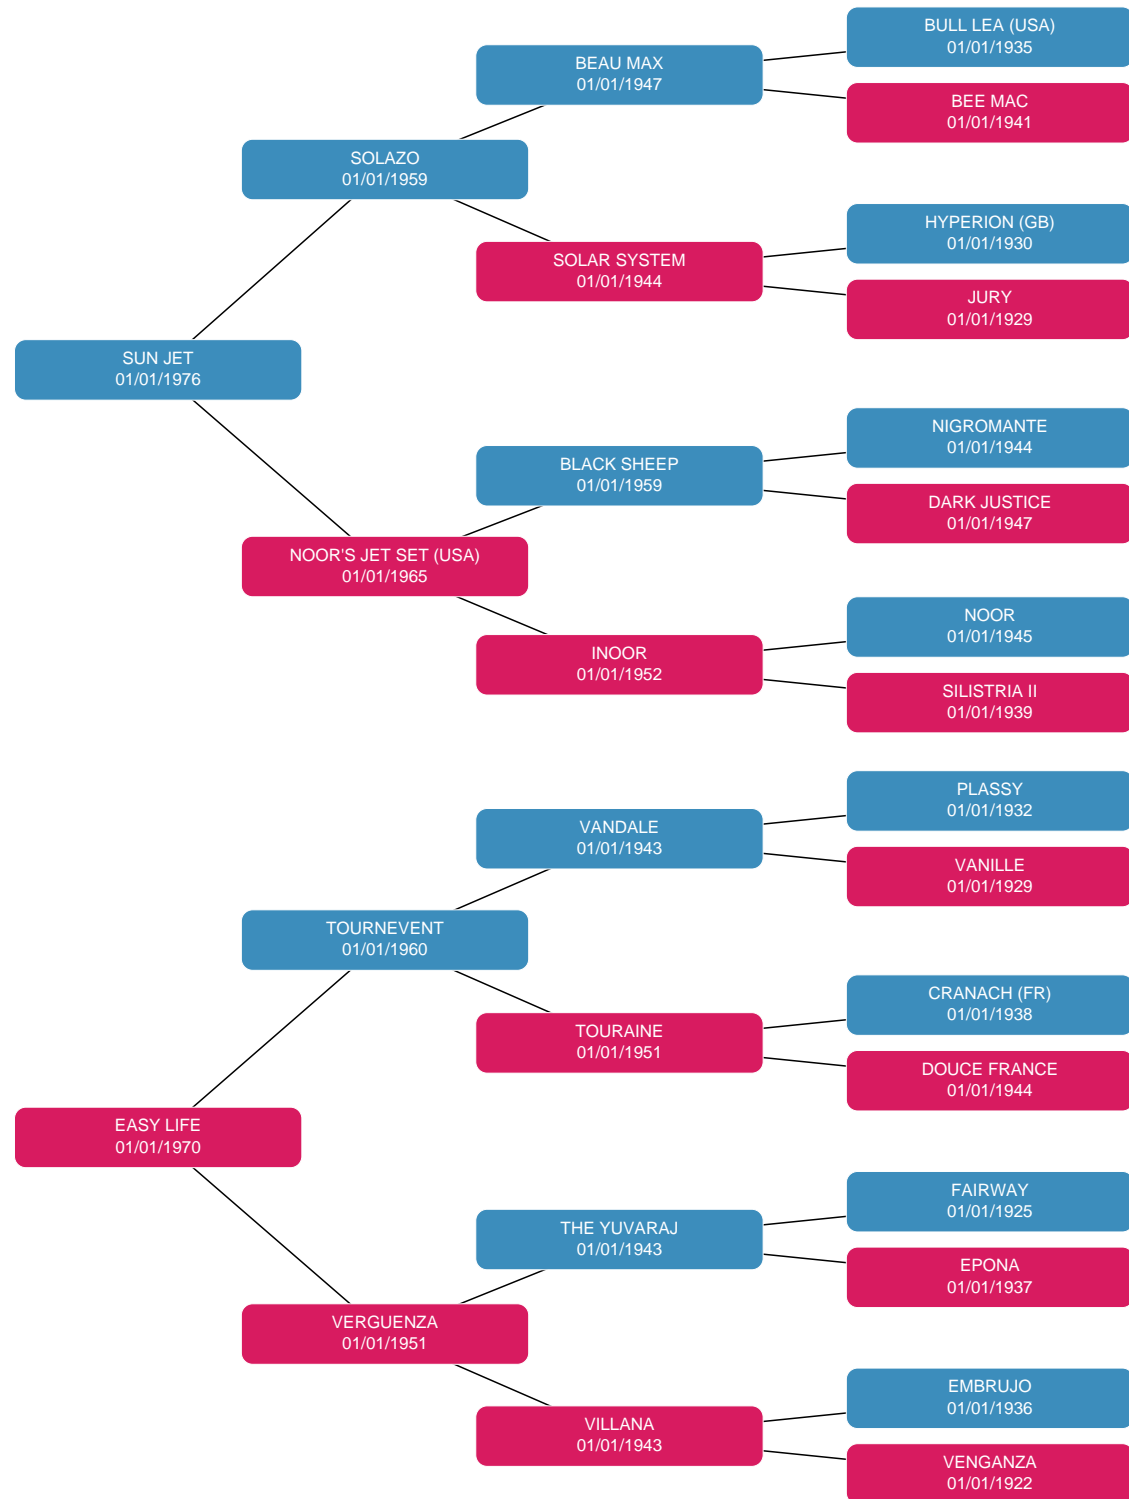 BULL LEA (USA)
01/01/1935
BEAU MAX
01/01/1947
BEE MAC
01/01/1941
SOLAZO
01/01/1959
HYPERION (GB)
01/01/1930
SOLAR SYSTEM
01/01/1944
JURY
01/01/1929
SUN JET
01/01/1976
NIGROMANTE
01/01/1944
BLACK SHEEP
01/01/1959
DARK JUSTICE
01/01/1947
NOOR'S JET SET (USA)
01/01/1965
NOOR
01/01/1945
INOOR
01/01/1952
SILISTRIA II
01/01/1939
PLASSY
01/01/1932
VANDALE
01/01/1943
VANILLE
01/01/1929
TOURNEVENT
01/01/1960
CRANACH (FR)
01/01/1938
TOURAINE
01/01/1951
DOUCE FRANCE
01/01/1944
EASY LIFE
01/01/1970
FAIRWAY
01/01/1925
THE YUVARAJ
01/01/1943
EPONA
01/01/1937
VERGUENZA
01/01/1951
EMBRUJO
01/01/1936
VILLANA
01/01/1943
VENGANZA
01/01/1922